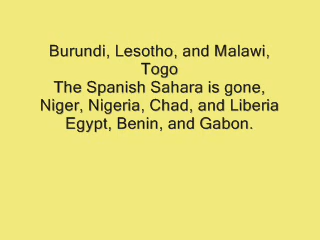 Burundi, Lesotho, and Malawi,
Togo
The Spanish Sahara is gone,
Niger, Nigeria, Chad, and Liberia
Egypt, Benin, and Gabon.